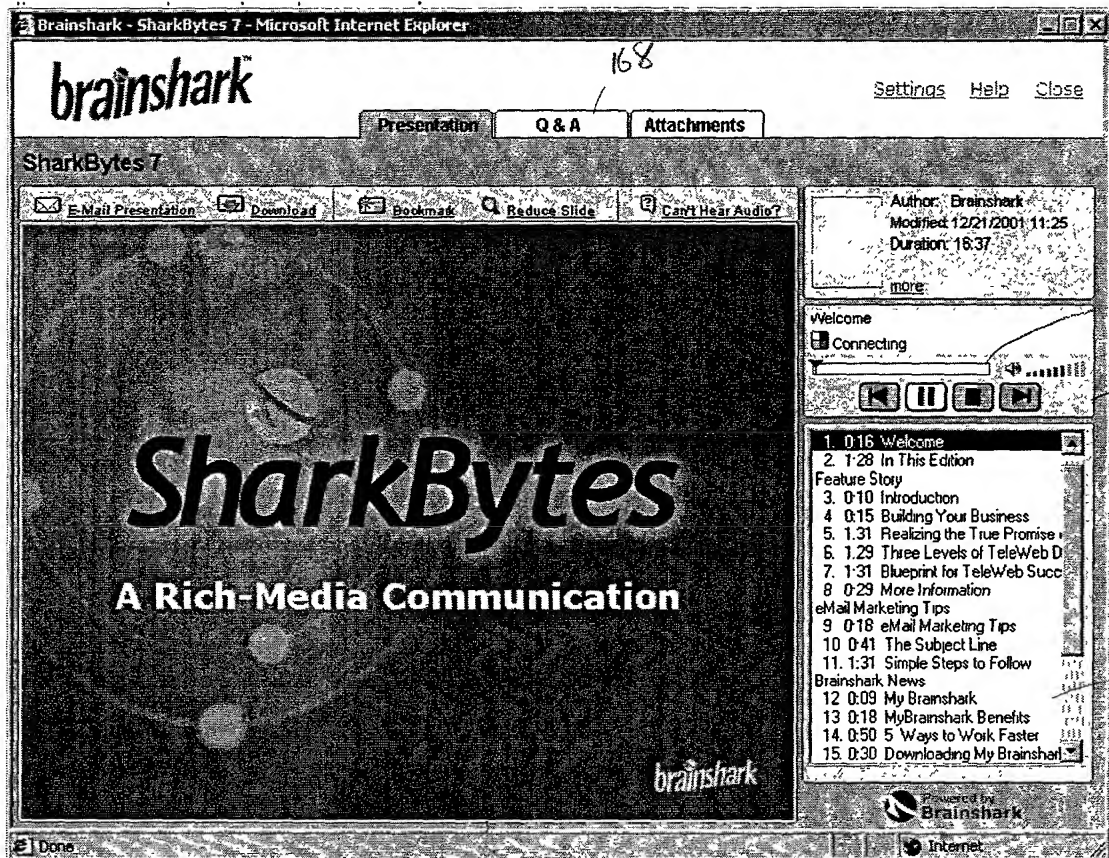 Brainshark - SharkBytes 7 - Microsoft Internet Explorer
brainshark™
168
Settings Help Close
Presentation Q & A Attachments
SharkBytes 7
E-Mail Presentation Download Bookmark Reduce Slide Can't Hear Audio?
Author: Brainshark
Modified: 12/21/2001 11:25
Duration: 16:37
more
Welcome
Connecting
1. 0:16 Welcome
2. 1:28 In This Edition
Feature Story
3. 0:10 Introduction
4 0:15 Building Your Business
5. 1.31 Realizing the True Promise
6. 1.29 Three Levels of TeleWeb D
7. 1:31 Blueprint for TeleWeb Succ
8 0:29 More Information
eMail Marketing Tips
9 0:18 eMail Marketing Tips
10 0:41 The Subject Line
11. 1:31 Simple Steps to Follow
Brainshark News
12 0:09 My Brainshark
13 0:18 MyBrainshark Benefits
14. 0:50 5 Ways to Work Faster
15. 0:30 Downloading My Brainshark
SharkBytes
A Rich-Media Communication
brainshark
Powered by
Brainshark
Done Internet